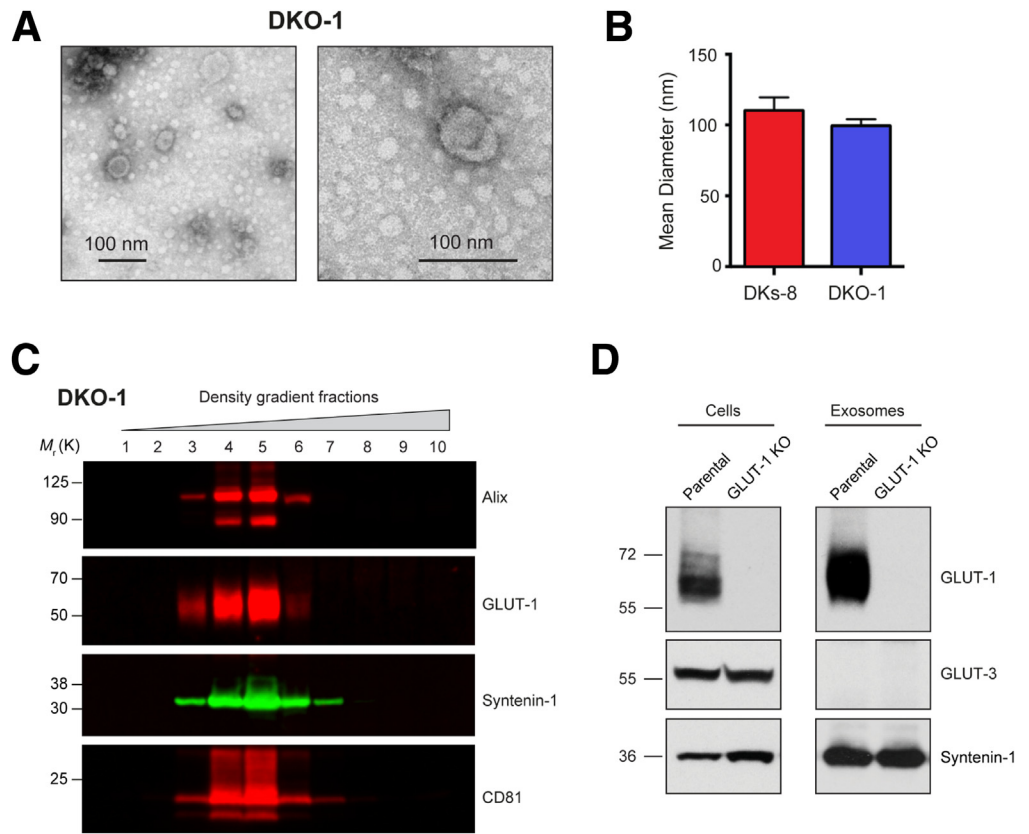 A
DKO-1
100 nm
100 nm
B
Mean Diameter (nm)
150
100
50
0
DKs-8 DKO-1
C
DKO-1
Density gradient fractions
Mr (K) 1 2 3 4 5 6 7 8 9 10
125
90
Alix
70
50
GLUT-1
38
30
Syntenin-1
25
CD81
D
Cells Exosomes
Parental GLUT-1 KO Parental GLUT-1 KO
72
55
GLUT-1
55
GLUT-3
36
Syntenin-1